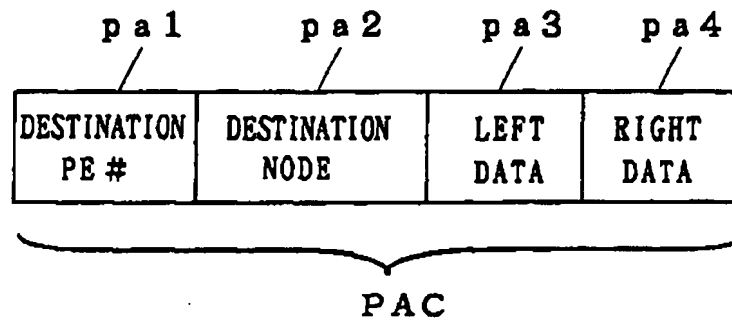 pa1 pa2 pa3 pa4
DESTINATION PE# DESTINATION NODE LEFT DATA RIGHT DATA
PAC